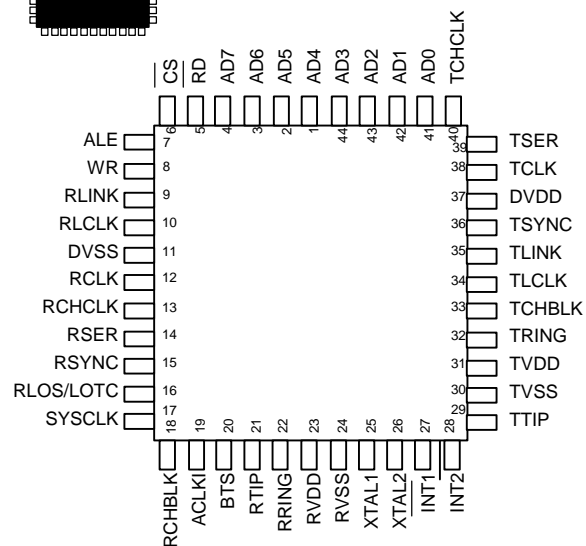 CS RD AD7 AD6 AD5 AD4 AD3 AD2 AD1 AD0 TCHCLK
6 5 4 3 2 1 44 43 42 41 40
ALE 7 39 TSER
WR 8 38 TCLK
RLINK 9 37 DVDD
RLCLK 10 36 TSYNC
DVSS 11 35 TLINK
RCLK 12 34 TLCLK
RCHCLK 13 33 TCHBLK
RSER 14 32 TRING
RSYNC 15 31 TVDD
RLOS/LOTC 16 30 TVSS
SYSCLK 17 29 TTIP
18 19 20 21 22 23 24 25 26 27 28
RCHBLK ACLKI BTS RTIP RRING RVDD RVSS XTAL1 XTAL2 INT1 INT2